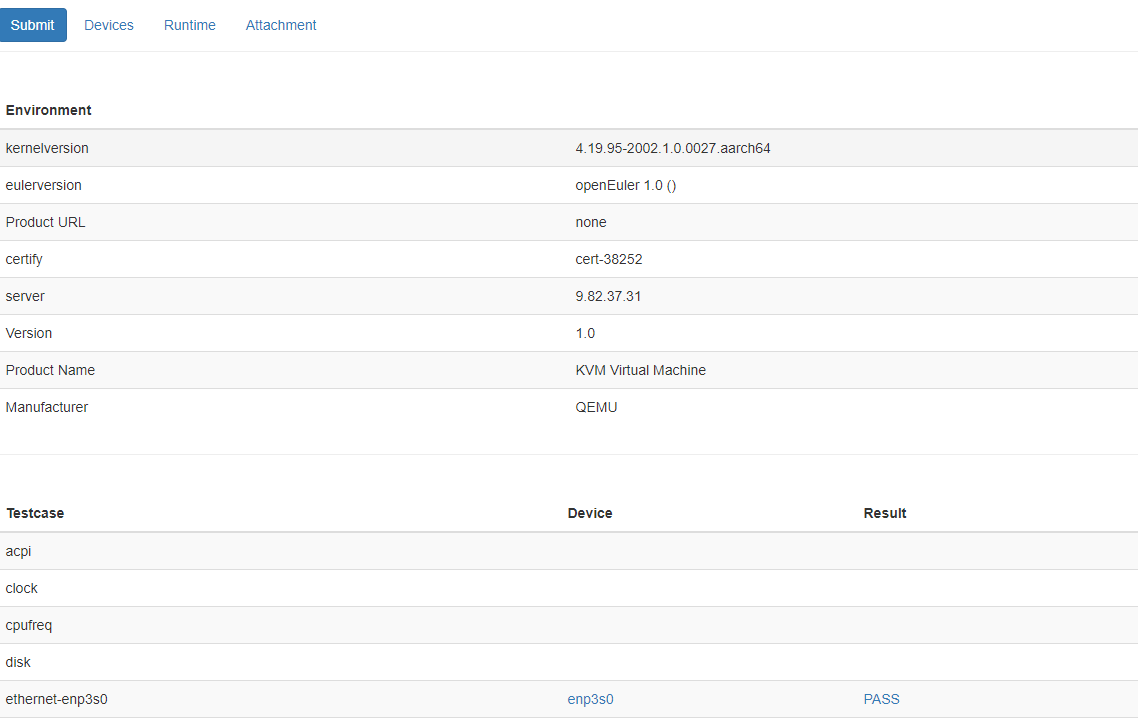 Submit Devices Runtime Attachment
Environment
kernelversion 4.19.95-2002.1.0.0027.aarch64
eulerversion openEuler 1.0 ()
Product URL none
certify cert-38252
server 9.82.37.31
Version 1.0
Product Name KVM Virtual Machine
Manufacturer QEMU
Testcase Device Result
acpi
clock
cpufreq
disk
ethernet-enp3s0 enp3s0 PASS